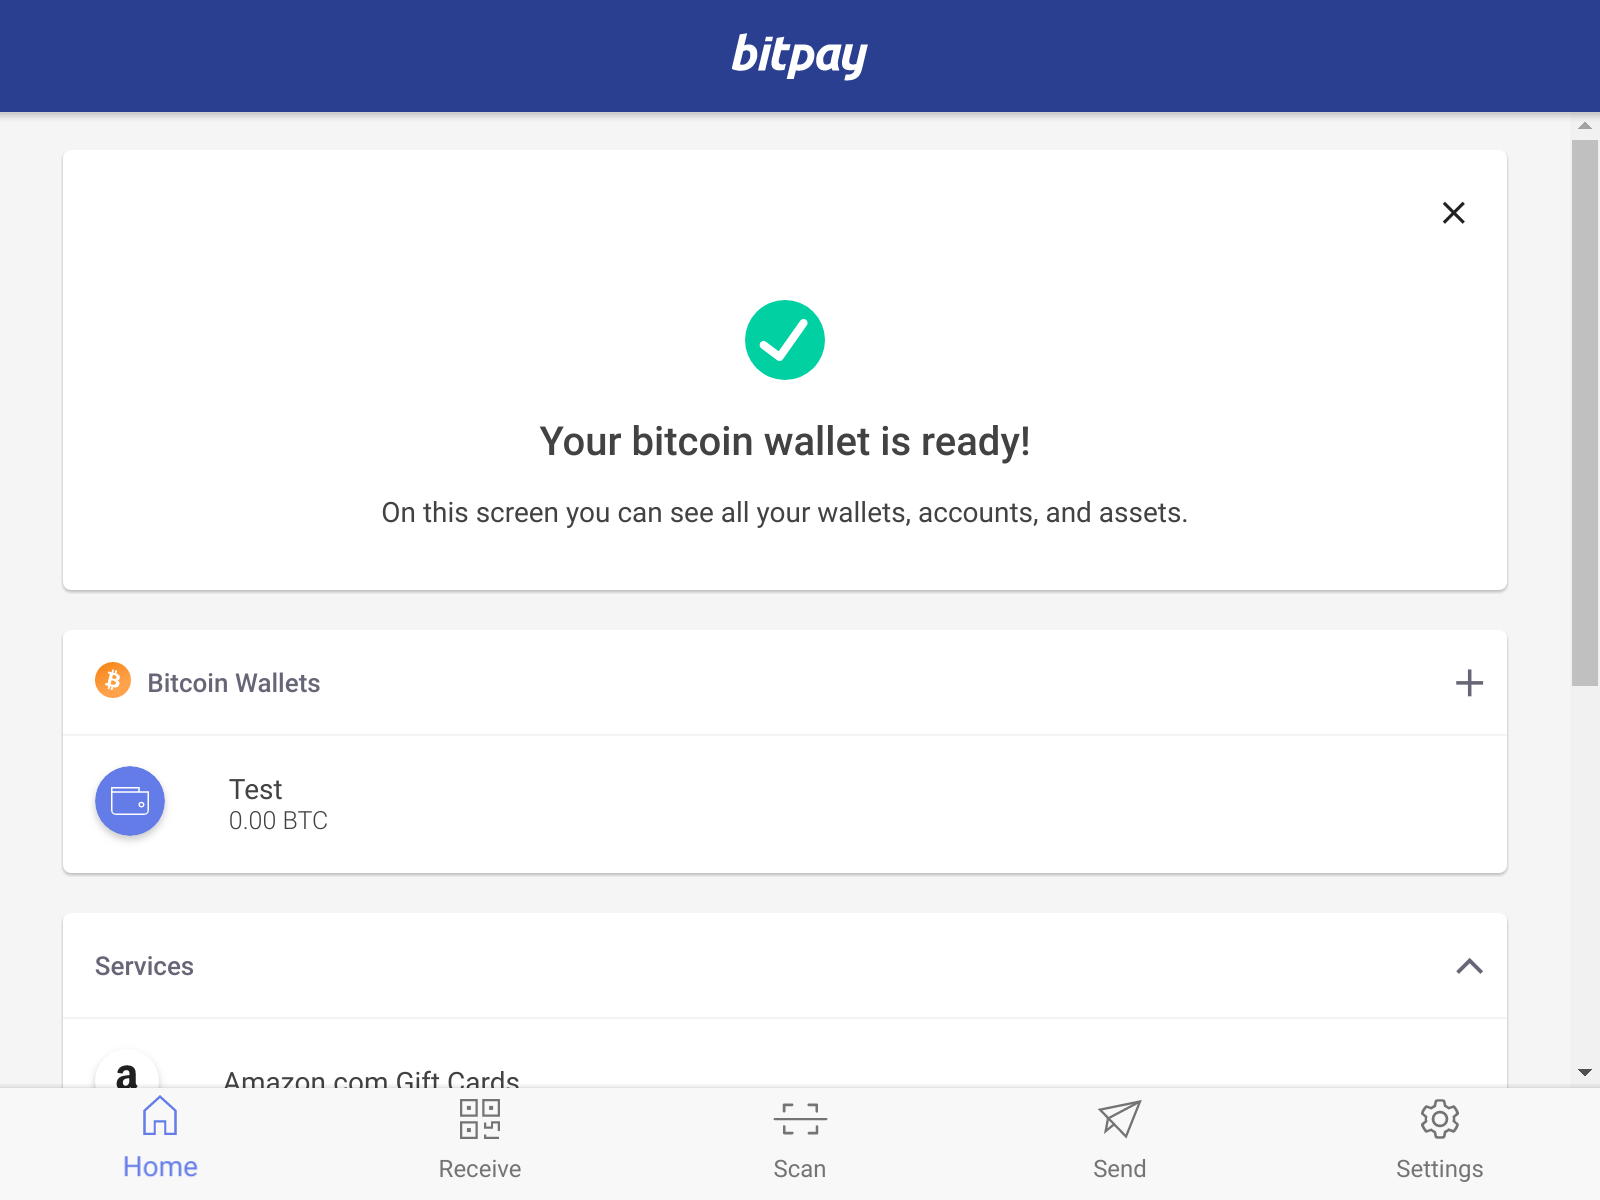 bitpay
Your bitcoin wallet is ready!
On this screen you can see all your wallets, accounts, and assets.
Bitcoin Wallets
Test
0.00 BTC
Services
a
Amazon.com Gift Cards
Home
Receive
Scan
Send
Settings